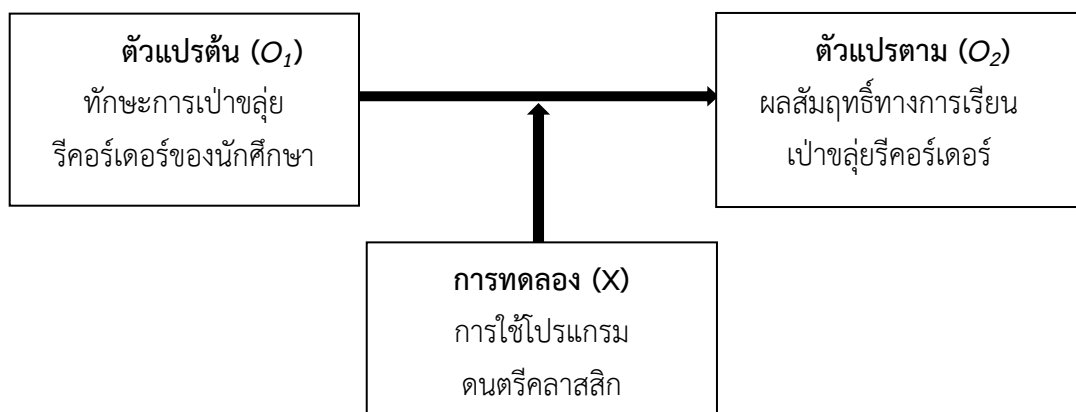 ตัวแปรต้น (O1)
ทักษะการเป่าขลุ่ย
รีคอร์เดอร์ของนักศึกษา
ตัวแปรตาม (O2)
ผลสัมฤทธิ์ทางการเรียน
เป่าขลุ่ยรีคอร์เดอร์
การทดลอง (X)
การใช้โปรแกรม
ดนตรีคลาสสิก